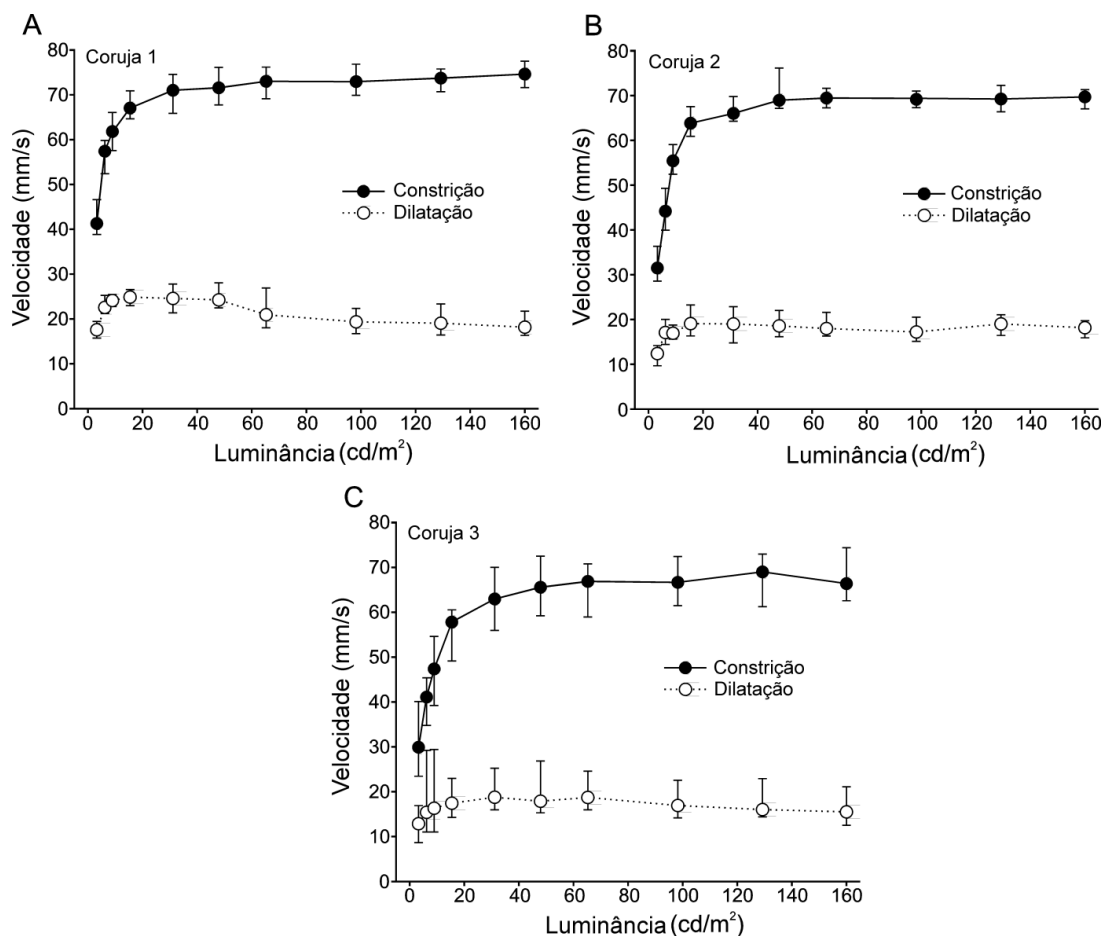 A
Coruja 1
80
70
60
50
40
30
20
10
0
Velocidade (mm/s)
Constrição
Dilatação
0 20 40 60 80 100 120 140 160
Luminância (cd/m²)
B
Coruja 2
80
70
60
50
40
30
20
10
0
Velocidade (mm/s)
Constrição
Dilatação
0 20 40 60 80 100 120 140 160
Luminância (cd/m²)
C
Coruja 3
80
70
60
50
40
30
20
10
0
Velocidade (mm/s)
Constrição
Dilatação
0 20 40 60 80 100 120 140 160
Luminância (cd/m²)